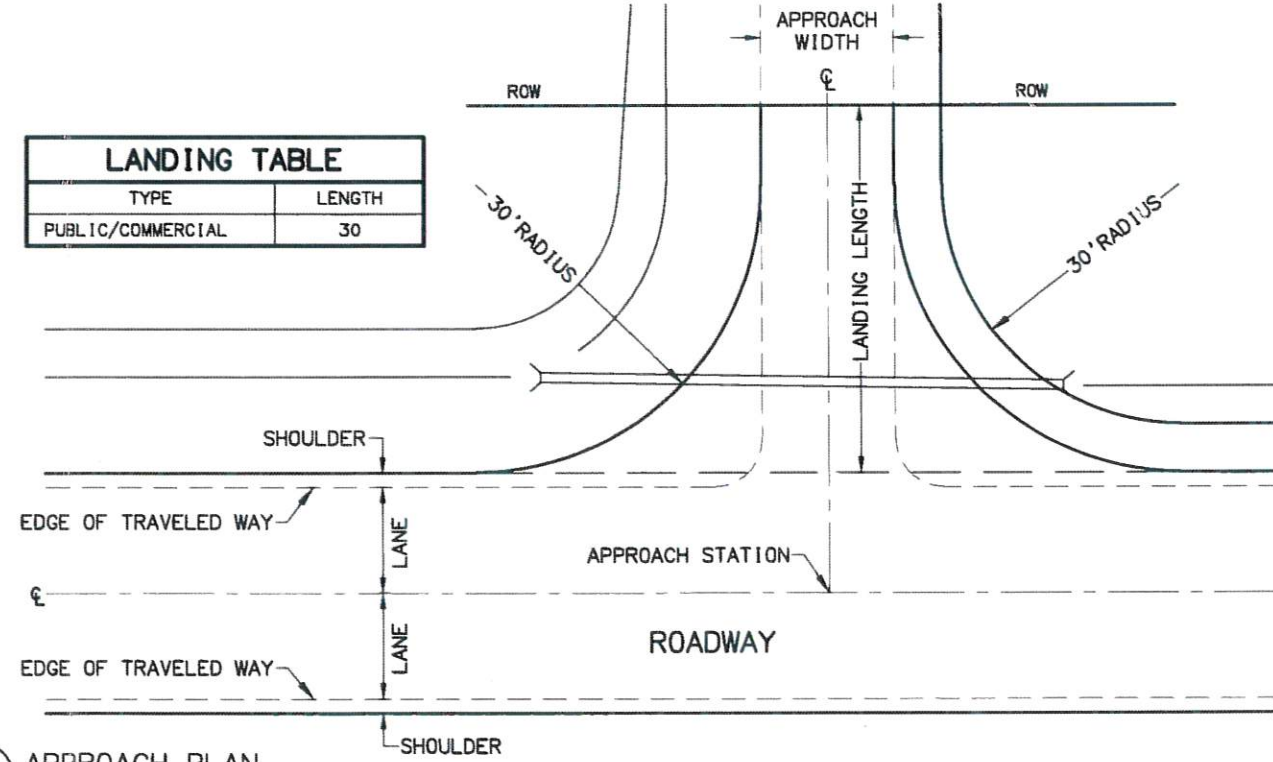 APPROACH
WIDTH
℄
ROW
ROW
LANDING TABLE
TYPE LENGTH
PUBLIC/COMMERCIAL 30
30'RADIUS
LANDING LENGTH
30'RADIUS
SHOULDER
EDGE OF TRAVELED WAY
LANE
APPROACH STATION
℄
LANE
ROADWAY
EDGE OF TRAVELED WAY
SHOULDER
APPROACH PLAN